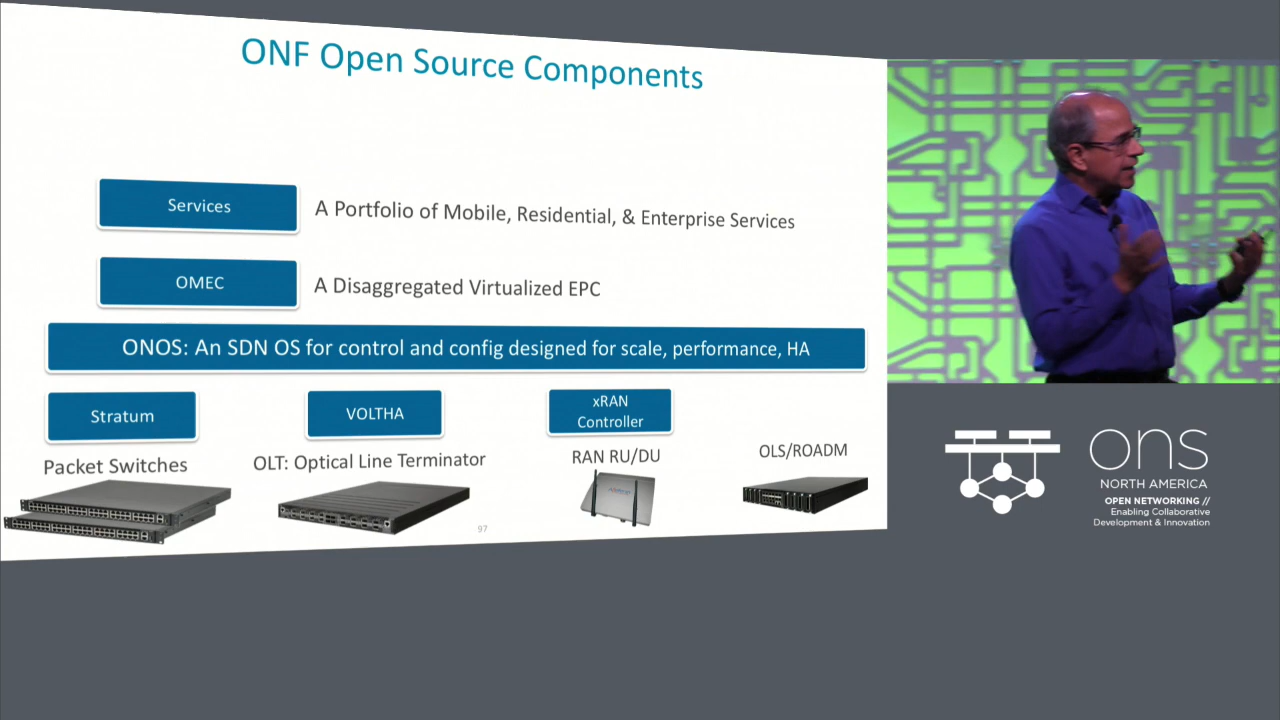 ONF Open Source Components
Services
A Portfolio of Mobile, Residential, & Enterprise Services
OMEC
A Disaggregated Virtualized EPC
ONOS: An SDN OS for control and config designed for scale, performance, HA
Stratum
VOLTHA
xRAN
Controller
Packet Switches
OLT: Optical Line Terminator
RAN RU/DU
OLS/ROADM
97
ons
NORTH AMERICA
OPEN NETWORKING //
Enabling Collaborative
Development & Innovation